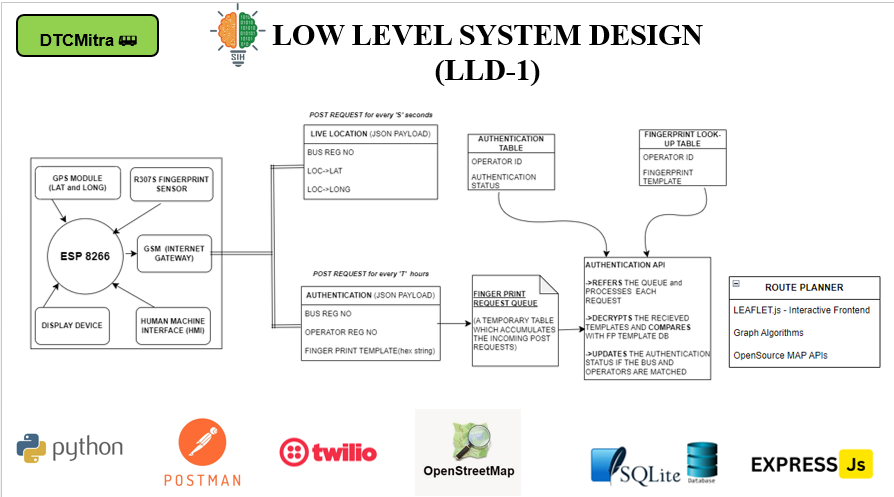 DTCMitra
SIH
LOW LEVEL SYSTEM DESIGN
(LLD-1)
GPS MODULE
(LAT and LONG)
R307S FINGERPRINT
SENSOR
ESP 8266
GSM (INTERNET
GATEWAY)
DISPLAY DEVICE
HUMAN MACHINE
INTERFACE (HMI)
POST REQUEST for every 'S' seconds
LIVE LOCATION (JSON PAYLOAD)
BUS REG NO
LOC->LAT
LOC->LONG
POST REQUEST for every 'T' hours
AUTHENTICATION (JSON PAYLOAD)
BUS REG NO
OPERATOR REG NO
FINGER PRINT TEMPLATE(hex string)
AUTHENTICATION
TABLE
OPERATOR ID
AUTHENTICATION
STATUS
FINGERPRINT LOOK-
UP TABLE
OPERATOR ID
FINGERPRINT
TEMPLATE
FINGER PRINT
REQUEST QUEUE
(A TEMPORARY TABLE
WHICH ACCUMULATES
THE INCOMING POST
REQUESTS)
AUTHENTICATION API
->REFERS THE QUEUE and
PROCESSES EACH
REQUEST
->DECRYPTS THE RECIEVED
TEMPLATES and COMPARES
WITH FP TEMPLATE DB
->UPDATES THE AUTHENTICATION
STATUS IF THE BUS AND
OPERATORS ARE MATCHED
ROUTE PLANNER
LEAFLET.js - Interactive Frontend
Graph Algorithms
OpenSource MAP APIs
python
POSTMAN
twilio
OpenStreetMap
SQLite
Database
EXPRESS Js